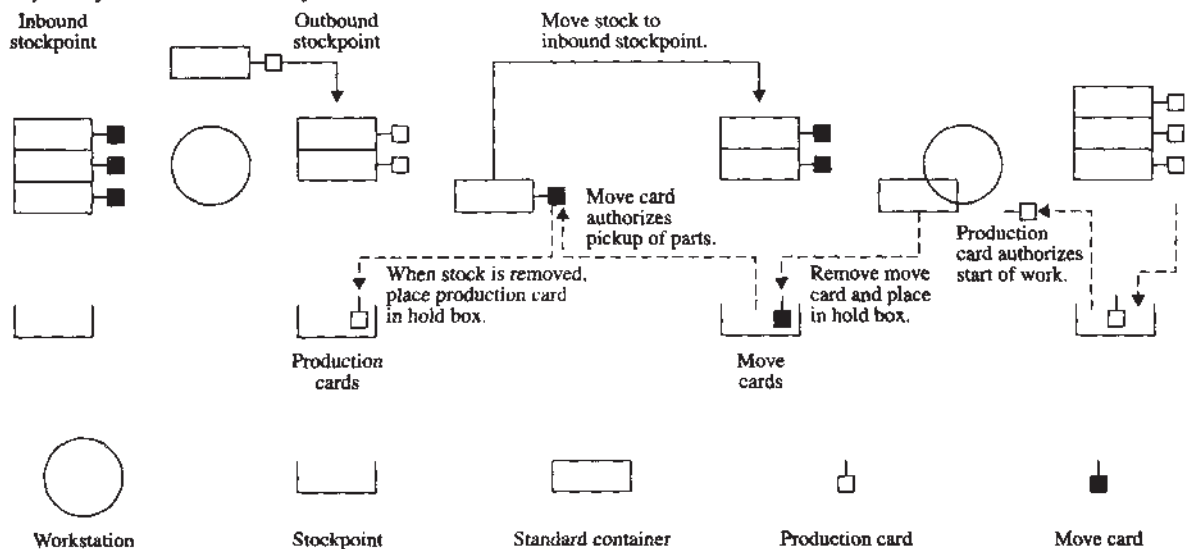 Inbound
stockpoint
Outbound
stockpoint
Move stock to
inbound stockpoint.
Move card
authorizes
pickup of parts.
Production
card authorizes
start of work.
When stock is removed,
place production card
in hold box.
Remove move
card and place
in hold box.
Production
cards
Move
cards
Workstation
Stockpoint
Standard container
Production card
Move card